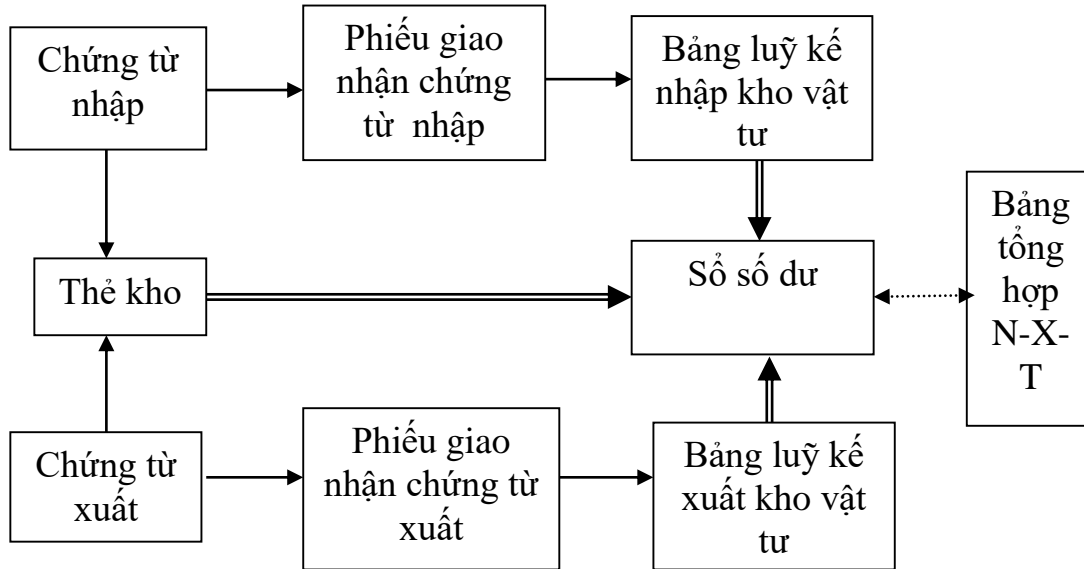 Chứng từ
nhập
Phiếu giao
nhận chứng
từ nhập
Bảng luỹ kế
nhập kho vật
tư
Thẻ kho
Sổ số dư
Bảng
tổng
hợp
N-X-
T
Chứng từ
xuất
Phiếu giao
nhận chứng từ
xuất
Bảng luỹ kế
xuất kho vật
tư